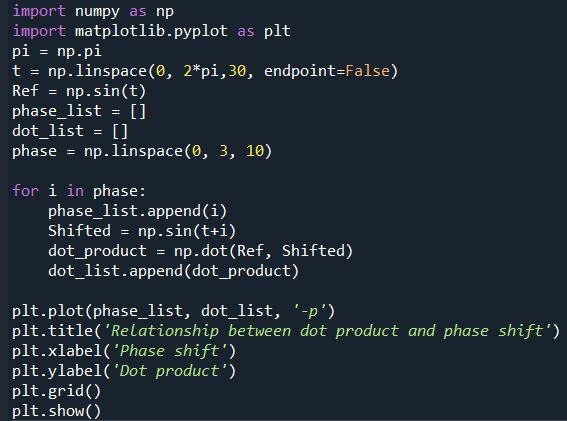 import numpy as np
import matplotlib.pyplot as plt
pi = np.pi
t = np.linspace(0, 2*pi,30, endpoint=False)
Ref = np.sin(t)
phase_list = []
dot_list = []
phase = np.linspace(0, 3, 10)

for i in phase:
    phase_list.append(i)
    Shifted = np.sin(t+i)
    dot_product = np.dot(Ref, Shifted)
    dot_list.append(dot_product)

plt.plot(phase_list, dot_list, '-p')
plt.title('Relationship between dot product and phase shift')
plt.xlabel('Phase shift')
plt.ylabel('Dot product')
plt.grid()
plt.show()